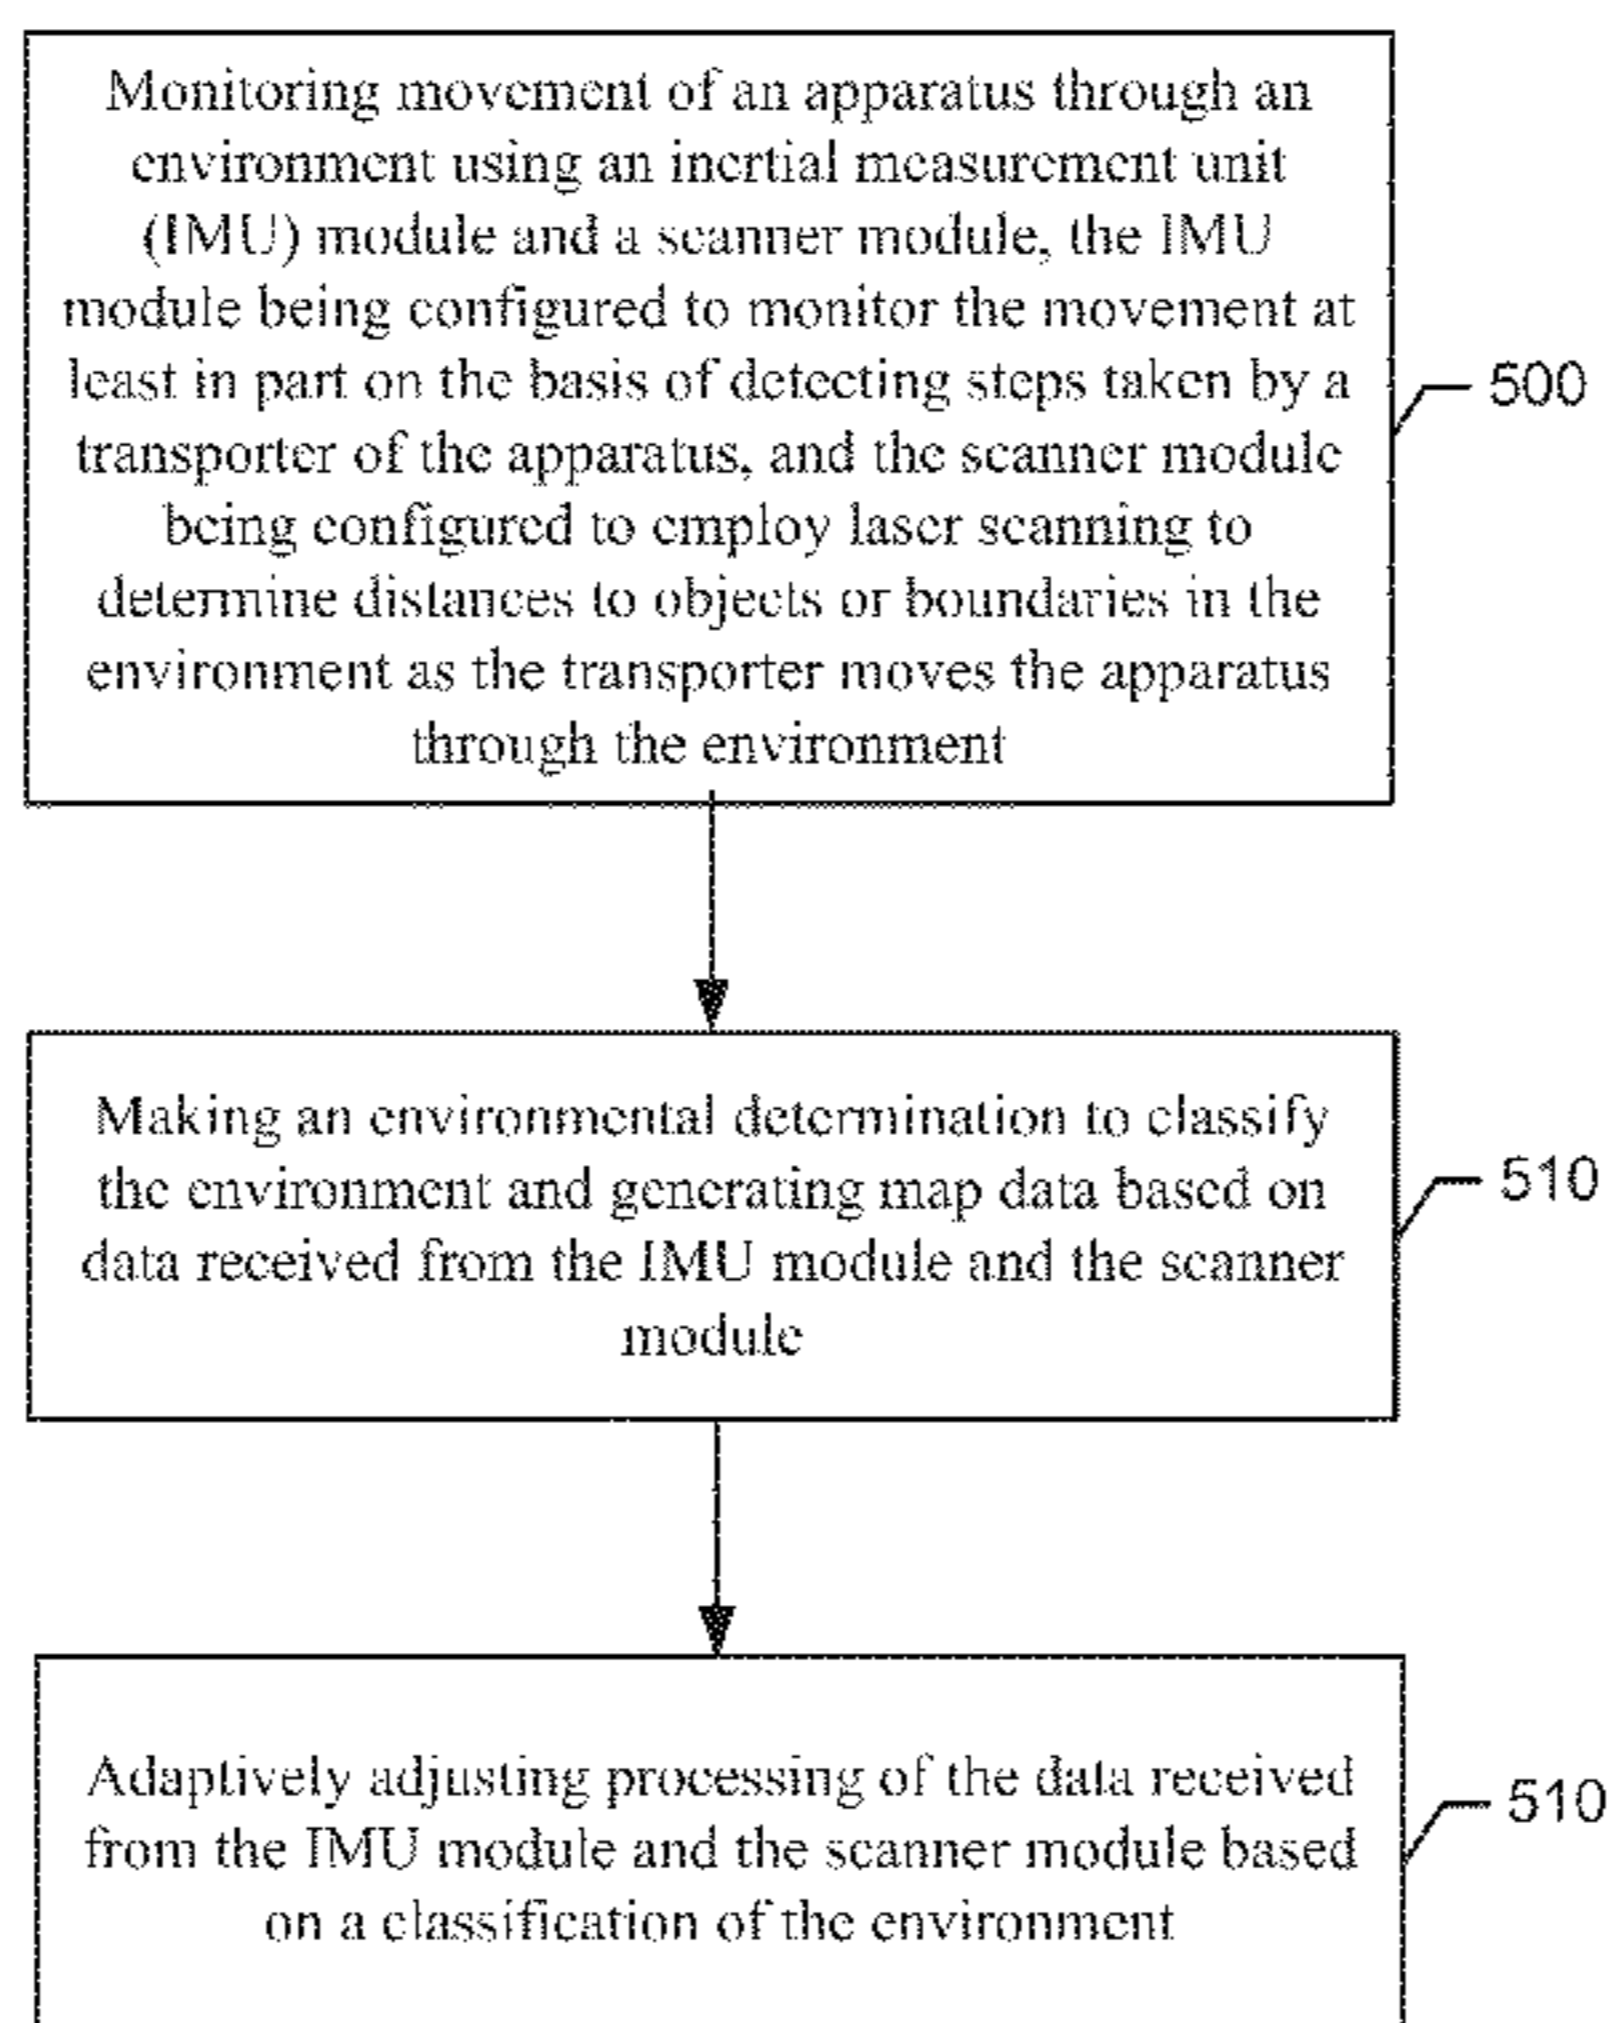 Monitoring movement of an apparatus through an
environment using an inertial measurement unit
(IMU) module and a scanner module, the IMU
module being configured to monitor the movement at
least in part on the basis of detecting steps taken by a
transporter of the apparatus, and the scanner module
being configured to employ laser scanning to
determine distances to objects or boundaries in the
environment as the transporter moves the apparatus
through the environment
500
Making an environmental determination to classify
the environment and generating map data based on
data received from the IMU module and the scanner
module
510
Adaptively adjusting processing of the data received
from the IMU module and the scanner module based
on a classification of the environment
510